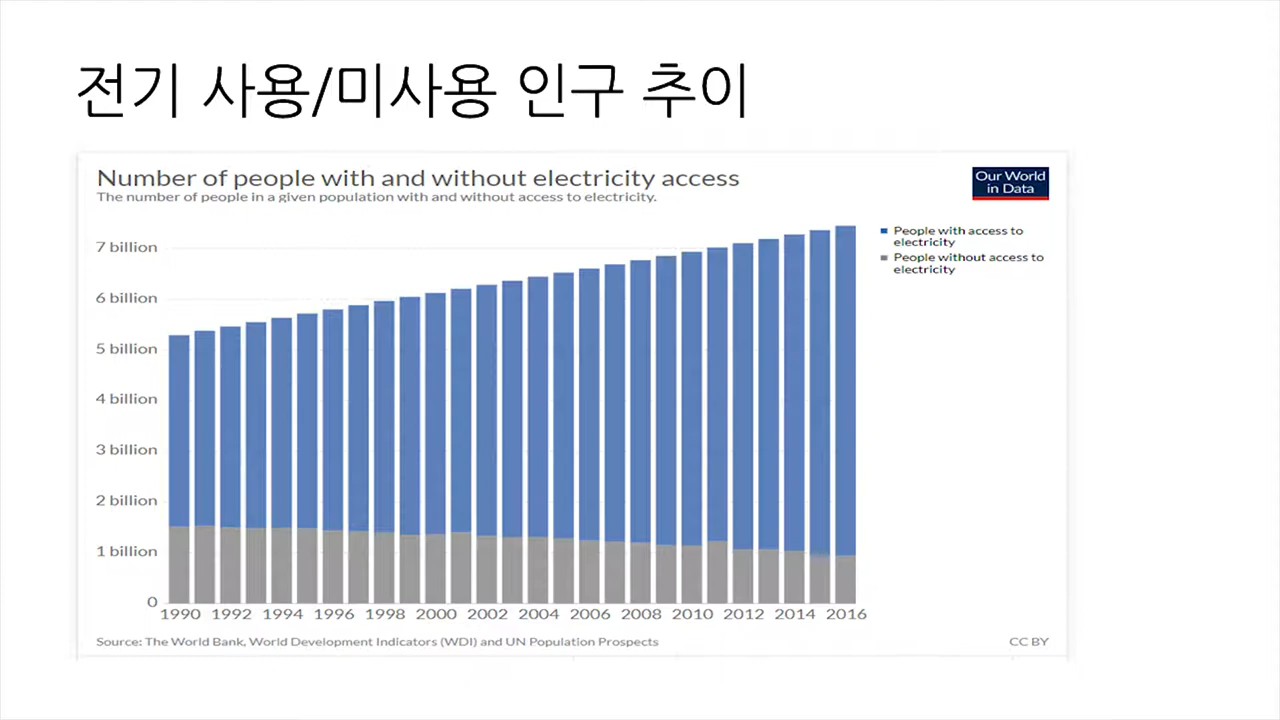 전기 사용/미사용 인구 추이
Number of people with and without electricity access
The number of people in a given population with and without access to electricity.
Our World
in Data
7 billion
6 billion
5 billion
4 billion
3 billion
2 billion
1 billion
0
People with access to
electricity
People without access to
electricity
1990 1992 1994 1996 1998 2000 2002 2004 2006 2008 2010 2012 2014 2016
Source: The World Bank, World Development Indicators (WDI) and UN Population Prospects
CC BY